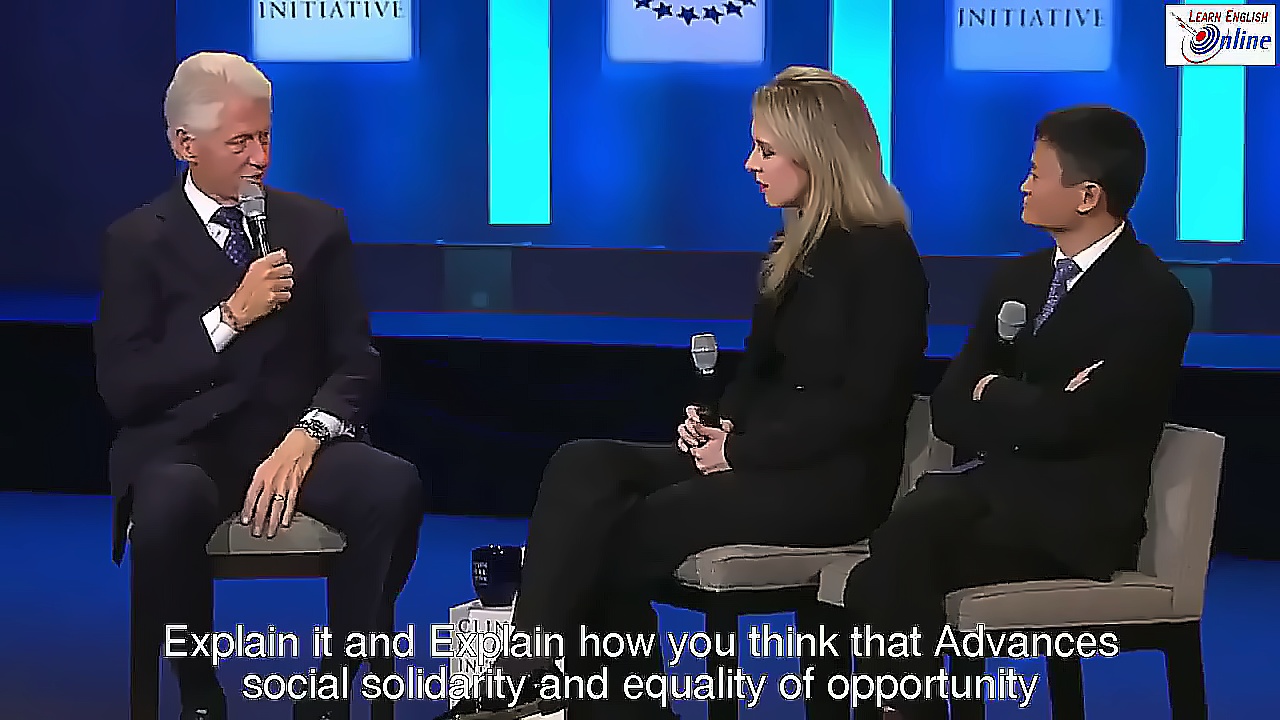 INITIATIVE
INITIATIVE
LEARN ENGLISH
Online
CLIN
Explain it and Explain how you think that Advances
social solidarity and equality of opportunity